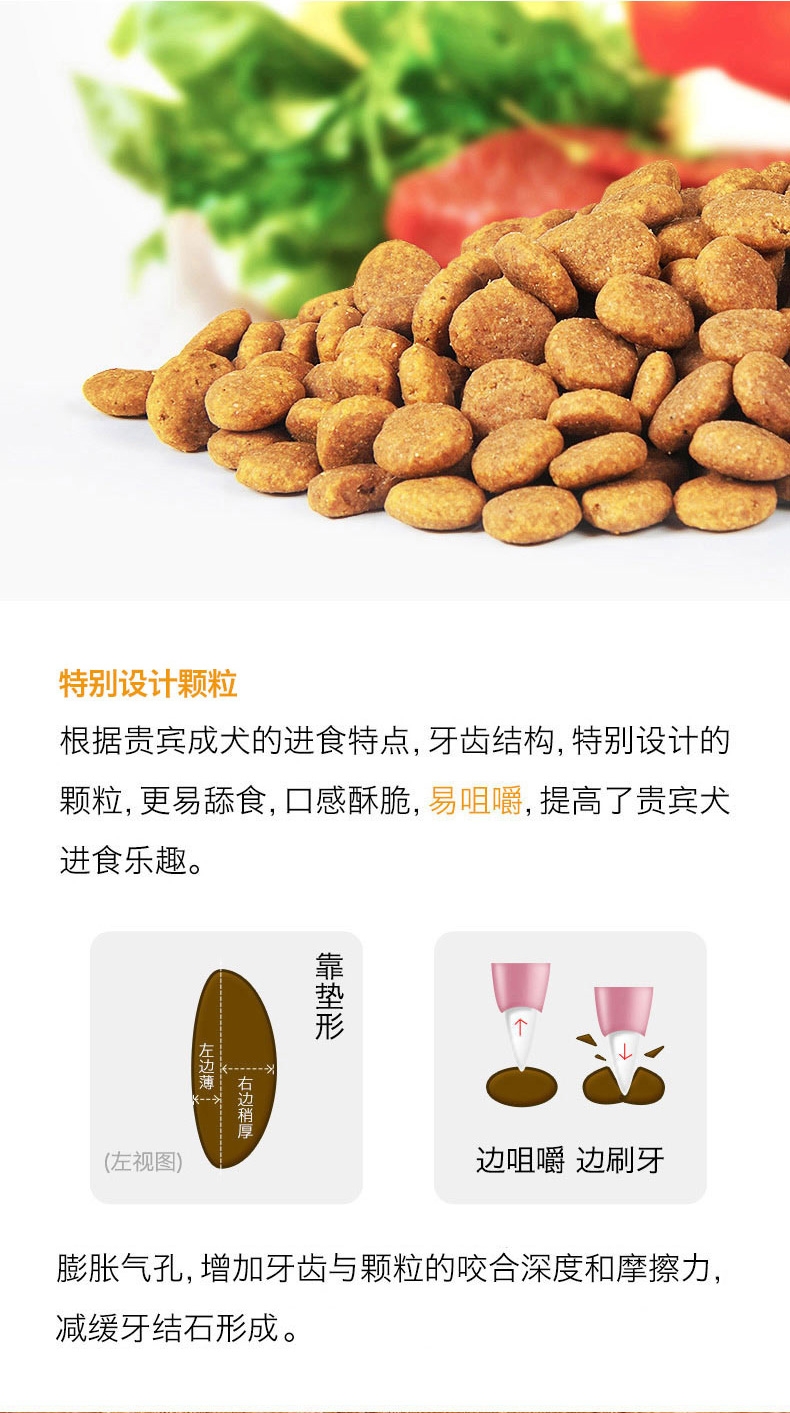 特别设计颗粒
根据贵宾成犬的进食特点,牙齿结构,特别设计的
颗粒,更易舔食,口感酥脆,易咀嚼,提高了贵宾犬
进食乐趣。
靠垫形
左边薄
右边稍厚
(左视图)
边咀嚼 边刷牙
膨胀气孔,增加牙齿与颗粒的咬合深度和摩擦力,
减缓牙结石形成。